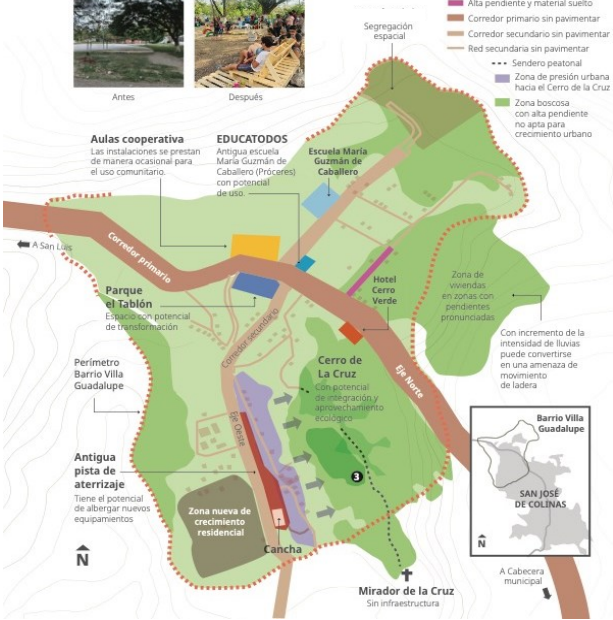 Alta pendiente y material suelto
Corredor primario sin pavimentar
Corredor secundario sin pavimentar
Red secundaria sin pavimentar
Sendero peatonal
Zona de presión urbana
hacia el Cerro de la Cruz
Zona boscosa
con alta pendiente
no apta para
crecimiento urbano
Antes
Después
Segregación
espacial
Aulas cooperativa
Las instalaciones se prestan
de manera ocasional para
el uso comunitario.
EDUCATODOS
Antigua escuela
María Guzmán de
Caballero (Próceres)
con potencial
de uso.
Escuela María
Guzmán de
Caballero
A San Luis
Corredor primario
Parque
el Tablón
Espacio con potencial
de transformación
Hotel
Cerro
Verde
Zona de
viviendas
en zonas con
pendientes
pronunciadas
Con incremento de la
intensidad de lluvias
puede convertirse
en una amenaza de
movimiento
de ladera
Corredor secundario
Perímetro
Barrio Villa
Guadalupe
Cerro de
La Cruz
Con potencial
de integración y
aprovechamiento
ecológico
Eje Norte
Eje Oeste
Antigua
pista de
aterrizaje
Tiene el potencial
de albergar nuevos
equipamientos
3
Zona nueva de
crecimiento
residencial
Cancha
N
Mirador de la Cruz
Sin infraestructura
Barrio Villa
Guadalupe
SAN JOSÉ
DE COLINAS
N
A Cabecera
municipal